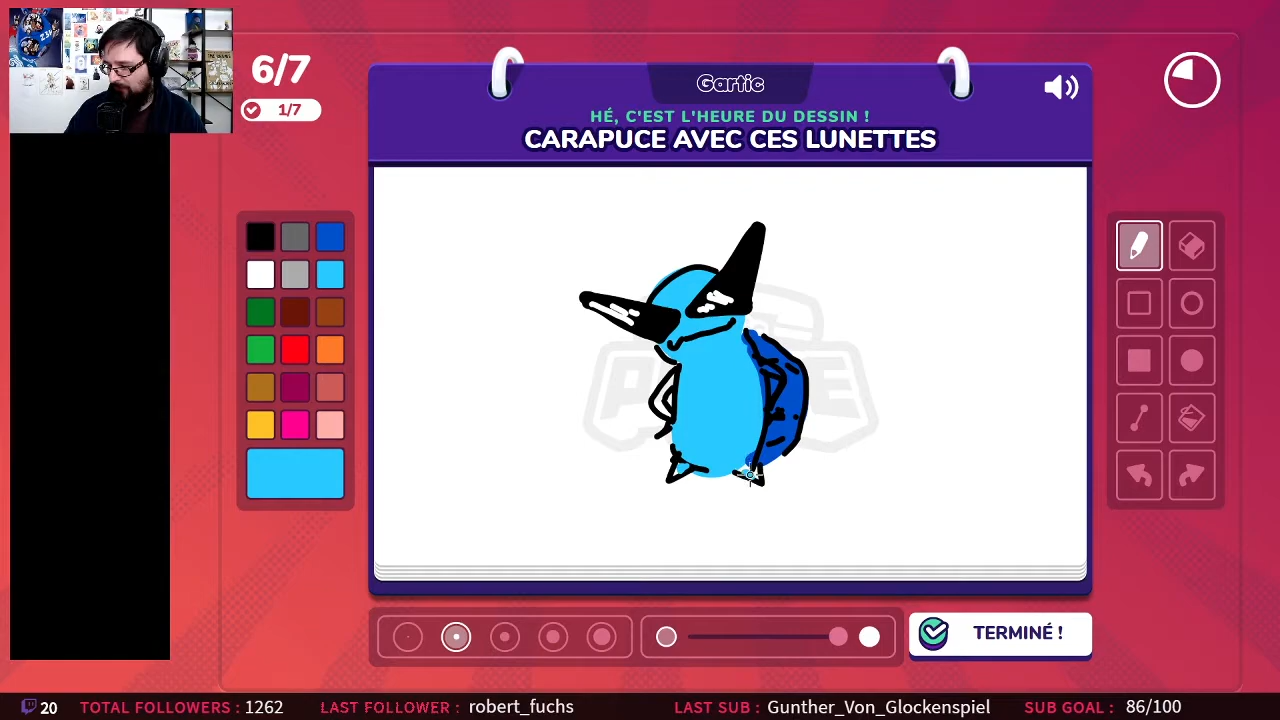 6/7
1/7
Gartic
HÉ, C'EST L'HEURE DU DESSIN !
CARAPUCE AVEC CES LUNETTES
TERMINÉ !
20 TOTAL FOLLOWERS : 1262 LAST FOLLOWER : robert_fuchs LAST SUB : Gunther_Von_Glockenspiel SUB GOAL : 86/100